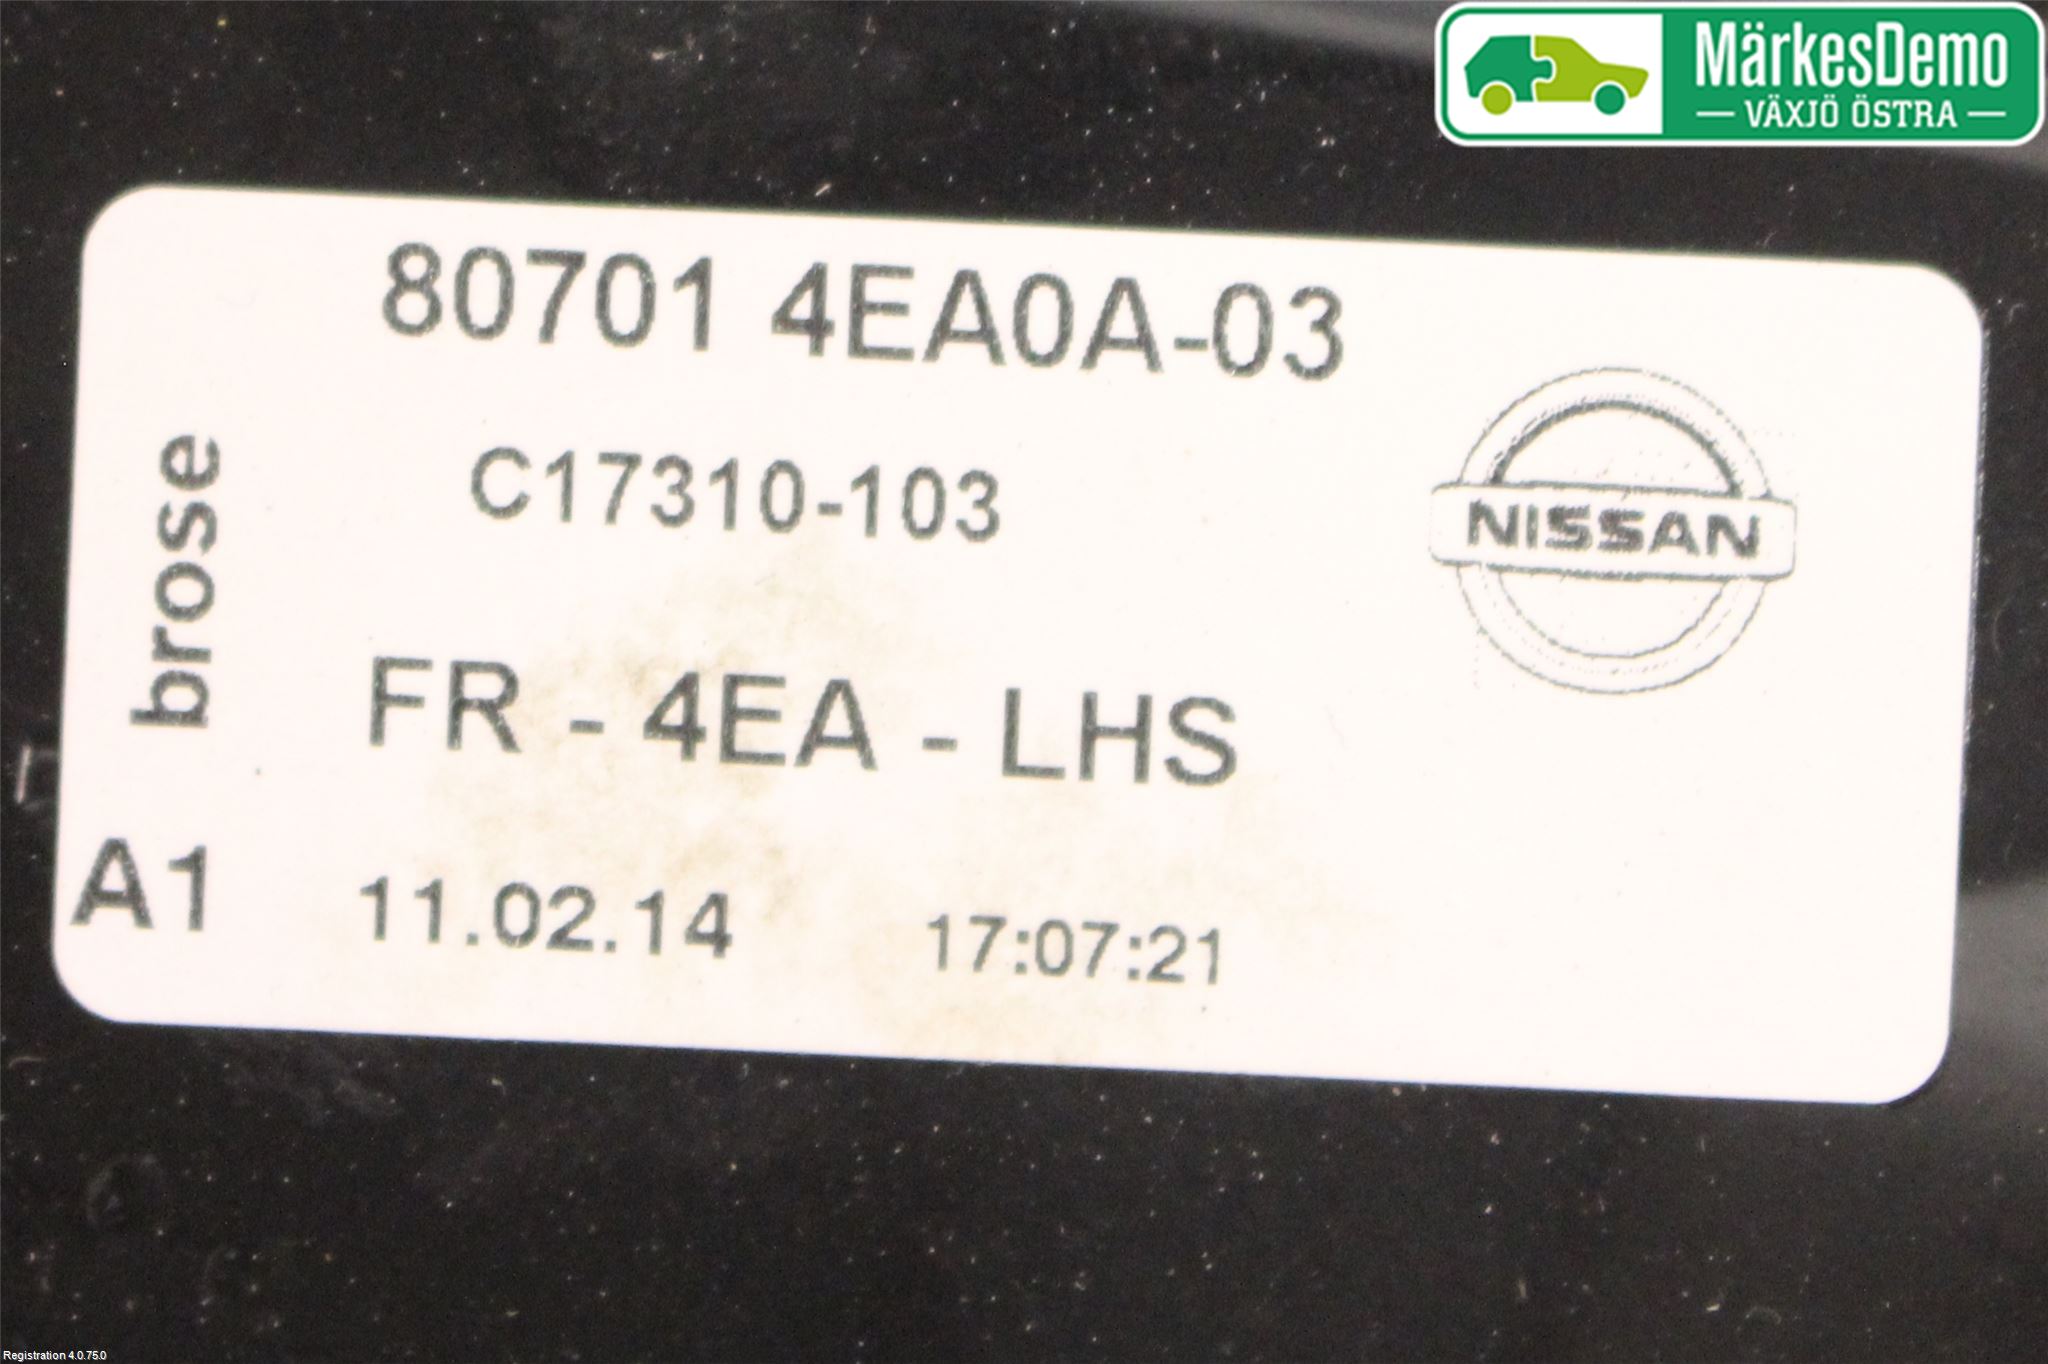 MärkesDemo
VÄXJÖ ÖSTRA
80701 4EA0A-03
C17310-103
NISSAN
brose
FR - 4EA - LHS
A1 11.02.14 17:07:21
Registration 4.0.75.0